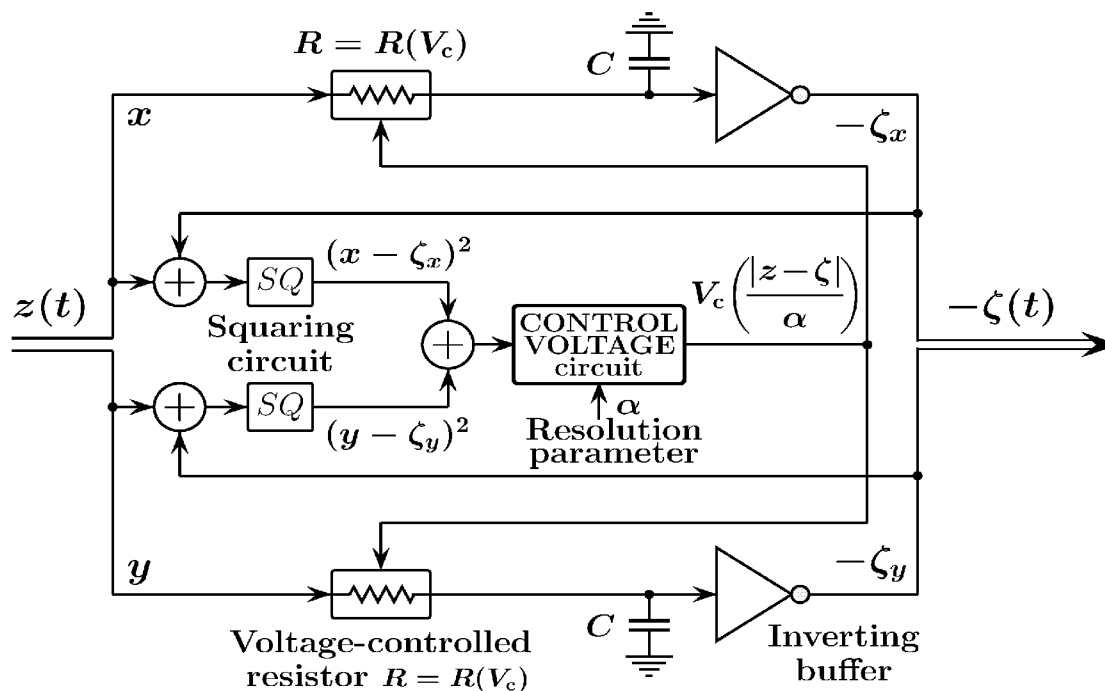 R = R(V_c)
C
x
−ζ_x
(x − ζ_x)²
+
SQ
z(t)
Squaring
circuit
+
CONTROL
VOLTAGE
circuit
V_c(|z − ζ|/α)
−ζ(t)
+
SQ
(y − ζ_y)²
α
Resolution
parameter
y
−ζ_y
C
Voltage-controlled
resistor R = R(V_c)
Inverting
buffer